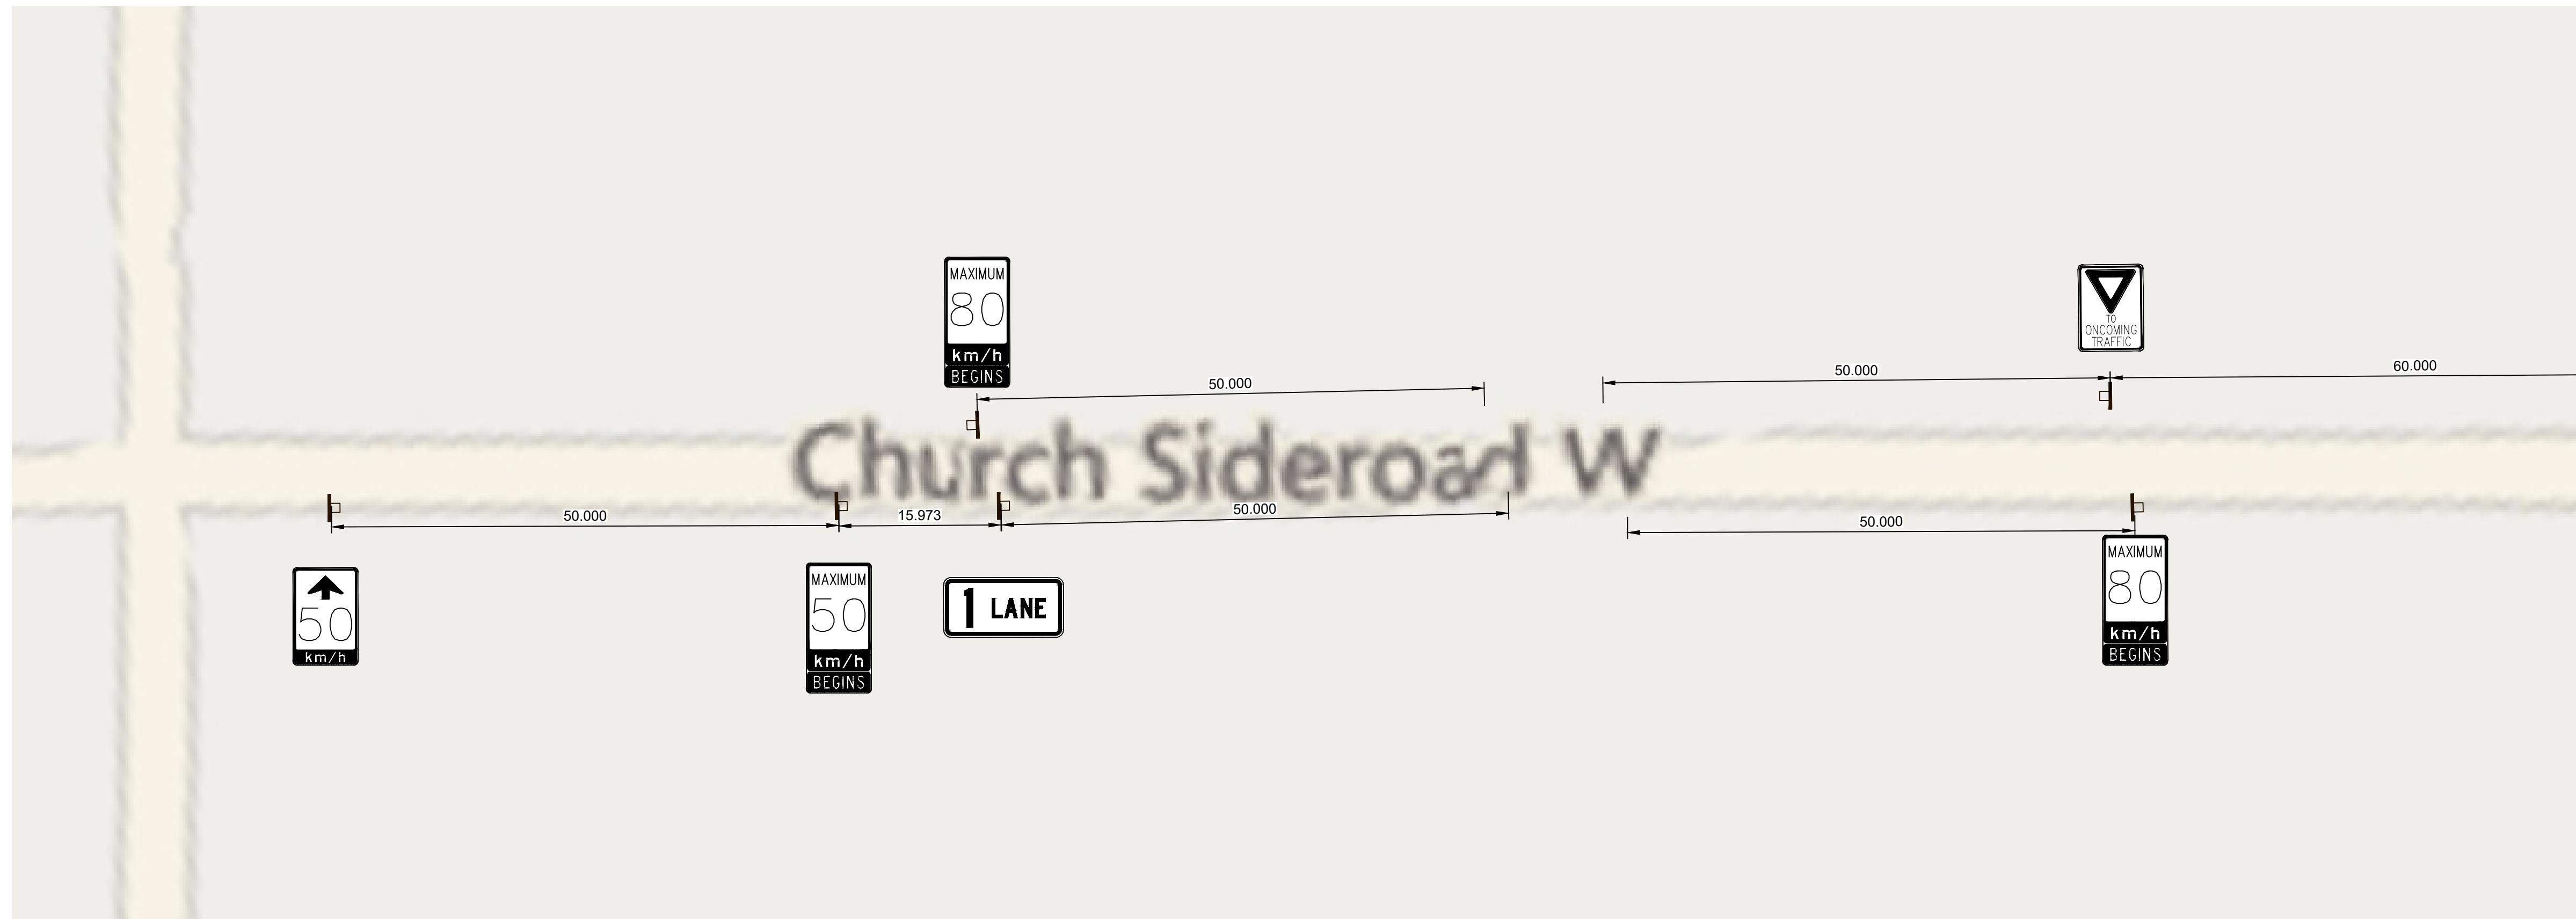 MAXIMUM
80
km/h
BEGINS
TO
ONCOMING
TRAFFIC
50.000
50.000
60.000
Church Sideroad W
50.000
15.973
50.000
50.000
50
km/h
MAXIMUM
50
km/h
BEGINS
1 LANE
MAXIMUM
80
km/h
BEGINS